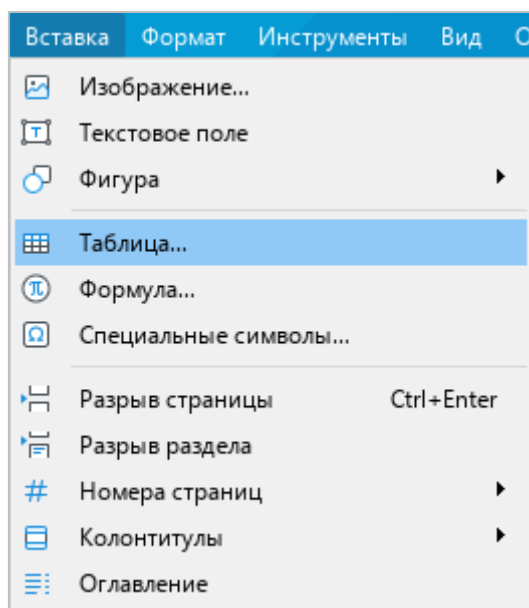 Вставка Формат Инструменты Вид
Изображение...
Текстовое поле
Фигура
Таблица...
Формула...
Специальные символы...
Разрыв страницы Ctrl+Enter
Разрыв раздела
Номера страниц
Колонтитулы
Оглавление